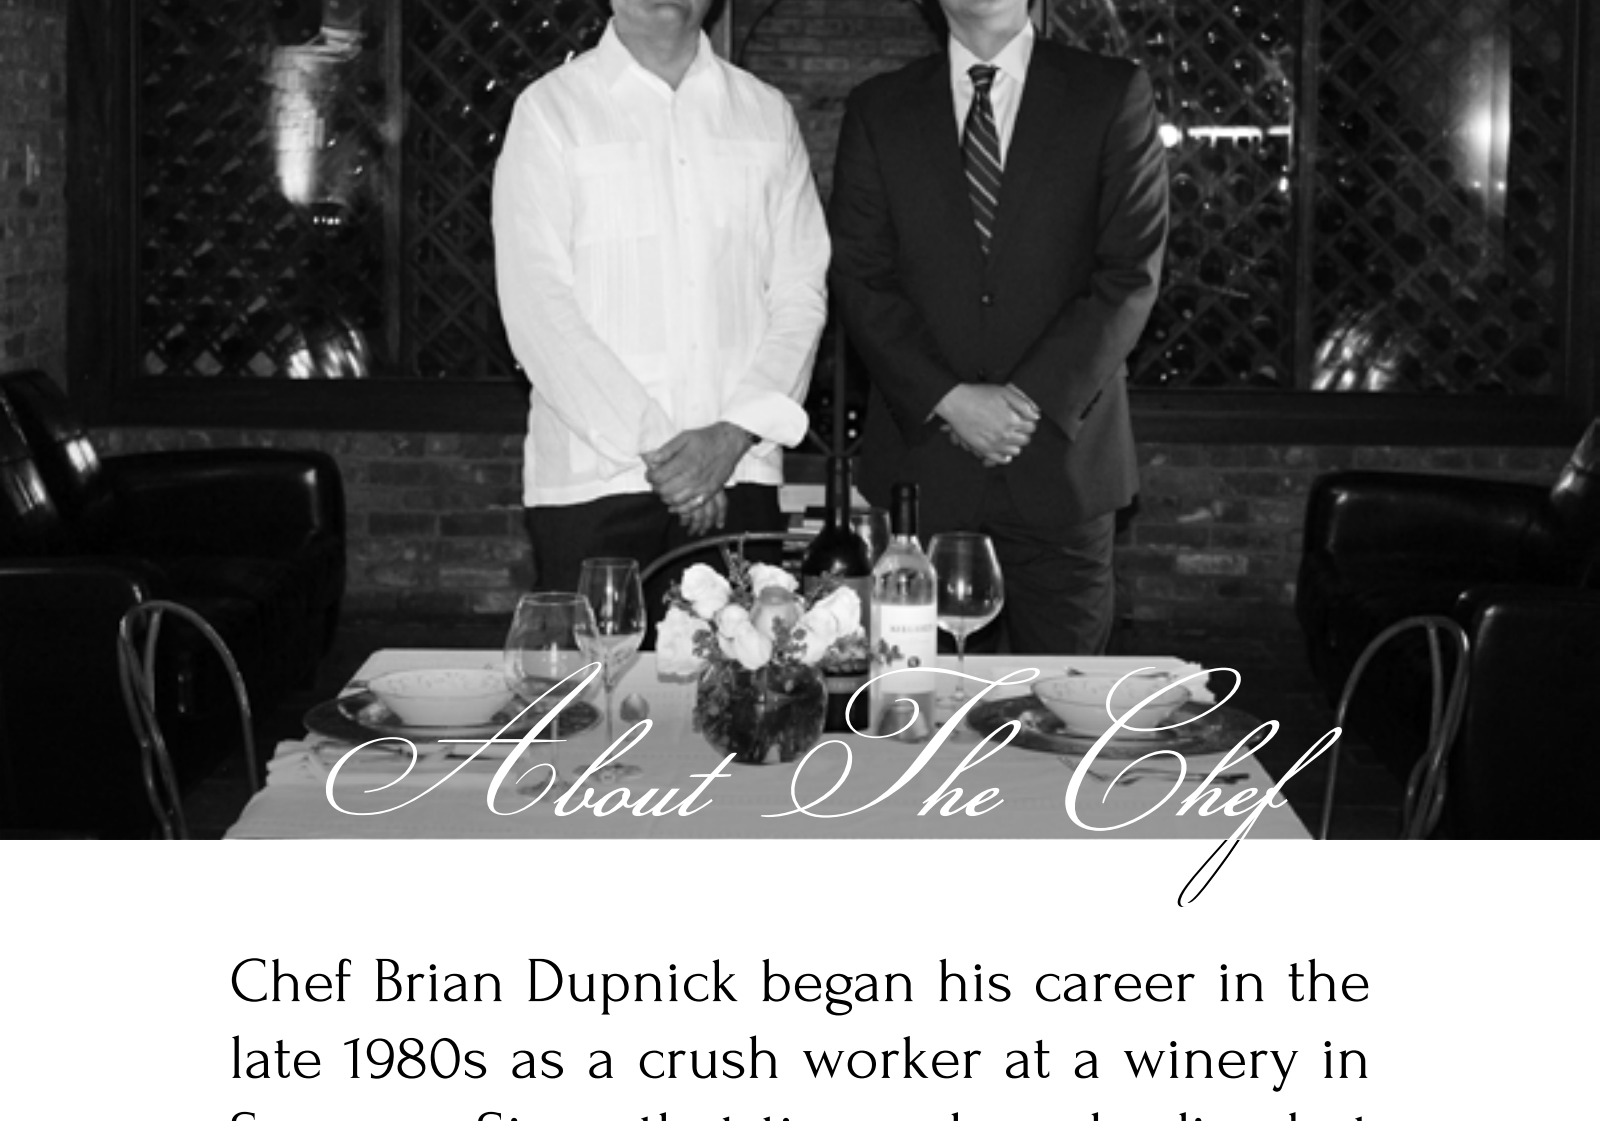 About The Chef
Chef Brian Dupnick began his career in the
late 1980s as a crush worker at a winery in